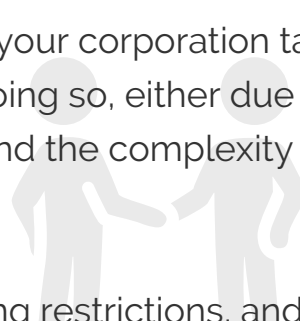 your corporation ta
oing so, either due
nd the complexity
ng restrictions, and